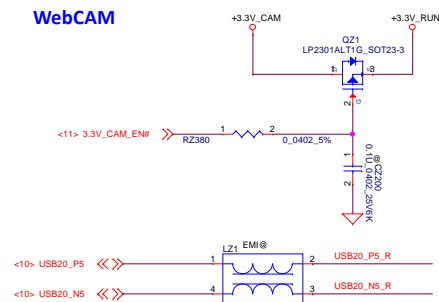 WebCAM
+3.3V_CAM
+3.3V_RUN
QZ1
LP2301ALT1G_SOT23-3
1
3
2
D
<11> 3.3V_CAM_EN#
1
2
RZ380
0_0402_5%
1
2
@
CZ200
0.1U_0402_25V6K
LZ1 EMI@
<10> USB20_P5
1
2
USB20_P5_R
<10> USB20_N5
4
3
USB20_N5_R